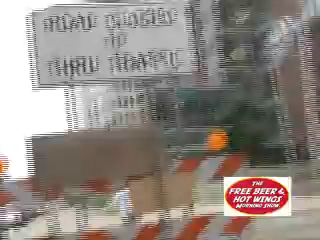 ROAD CLOSED
TO
THRU TRAFFIC
THE
FREE BEER &
HOT WINGS
MORNING SHOW